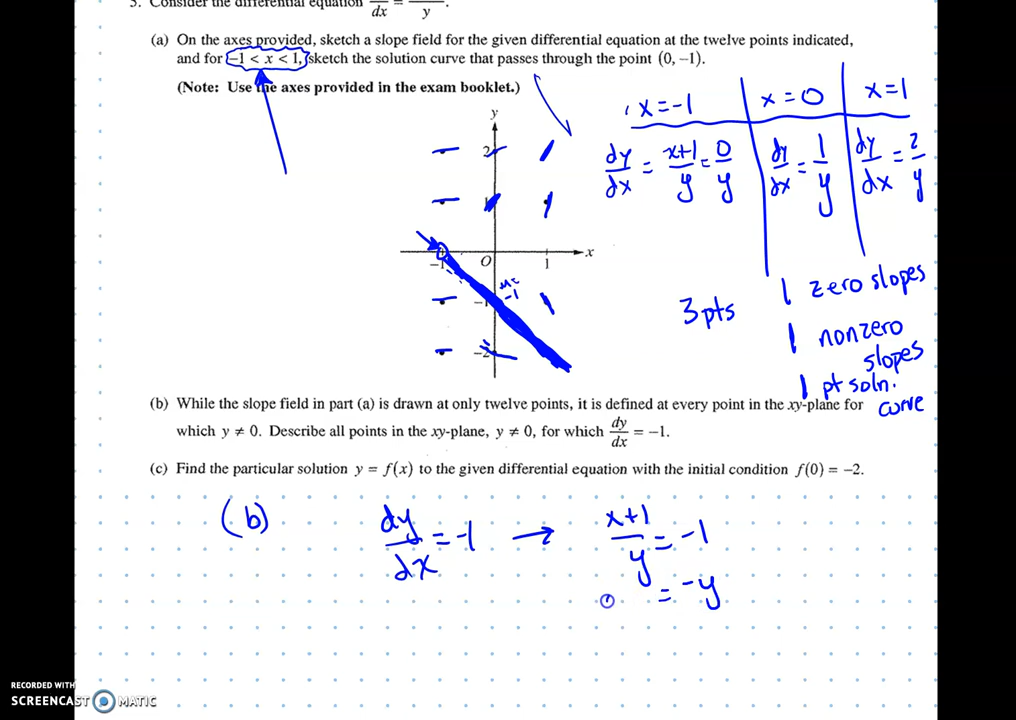 5. Consider the differential equation dx = y .
(a) On the axes provided, sketch a slope field for the given differential equation at the twelve points indicated,
and for −1 < x < 1, sketch the solution curve that passes through the point (0, −1).
(Note: Use the axes provided in the exam booklet.)
x=-1 | x=0 | x=1
dy/dx = x+1/y = 0/y | dy/dx = 1/y | dy/dx = 2/y
y
2
x
−1 O 1
m=-1
−1
−2
3pts
1 zero slopes
1 nonzero
slopes
1 pt soln.
curve
(b) While the slope field in part (a) is drawn at only twelve points, it is defined at every point in the xy-plane for
which y ≠ 0. Describe all points in the xy-plane, y ≠ 0, for which dy/dx = −1.
(c) Find the particular solution y = f(x) to the given differential equation with the initial condition f(0) = −2.
(b) dy/dx = -1 → x+1/y = -1
= -y
RECORDED WITH
SCREENCAST MATIC